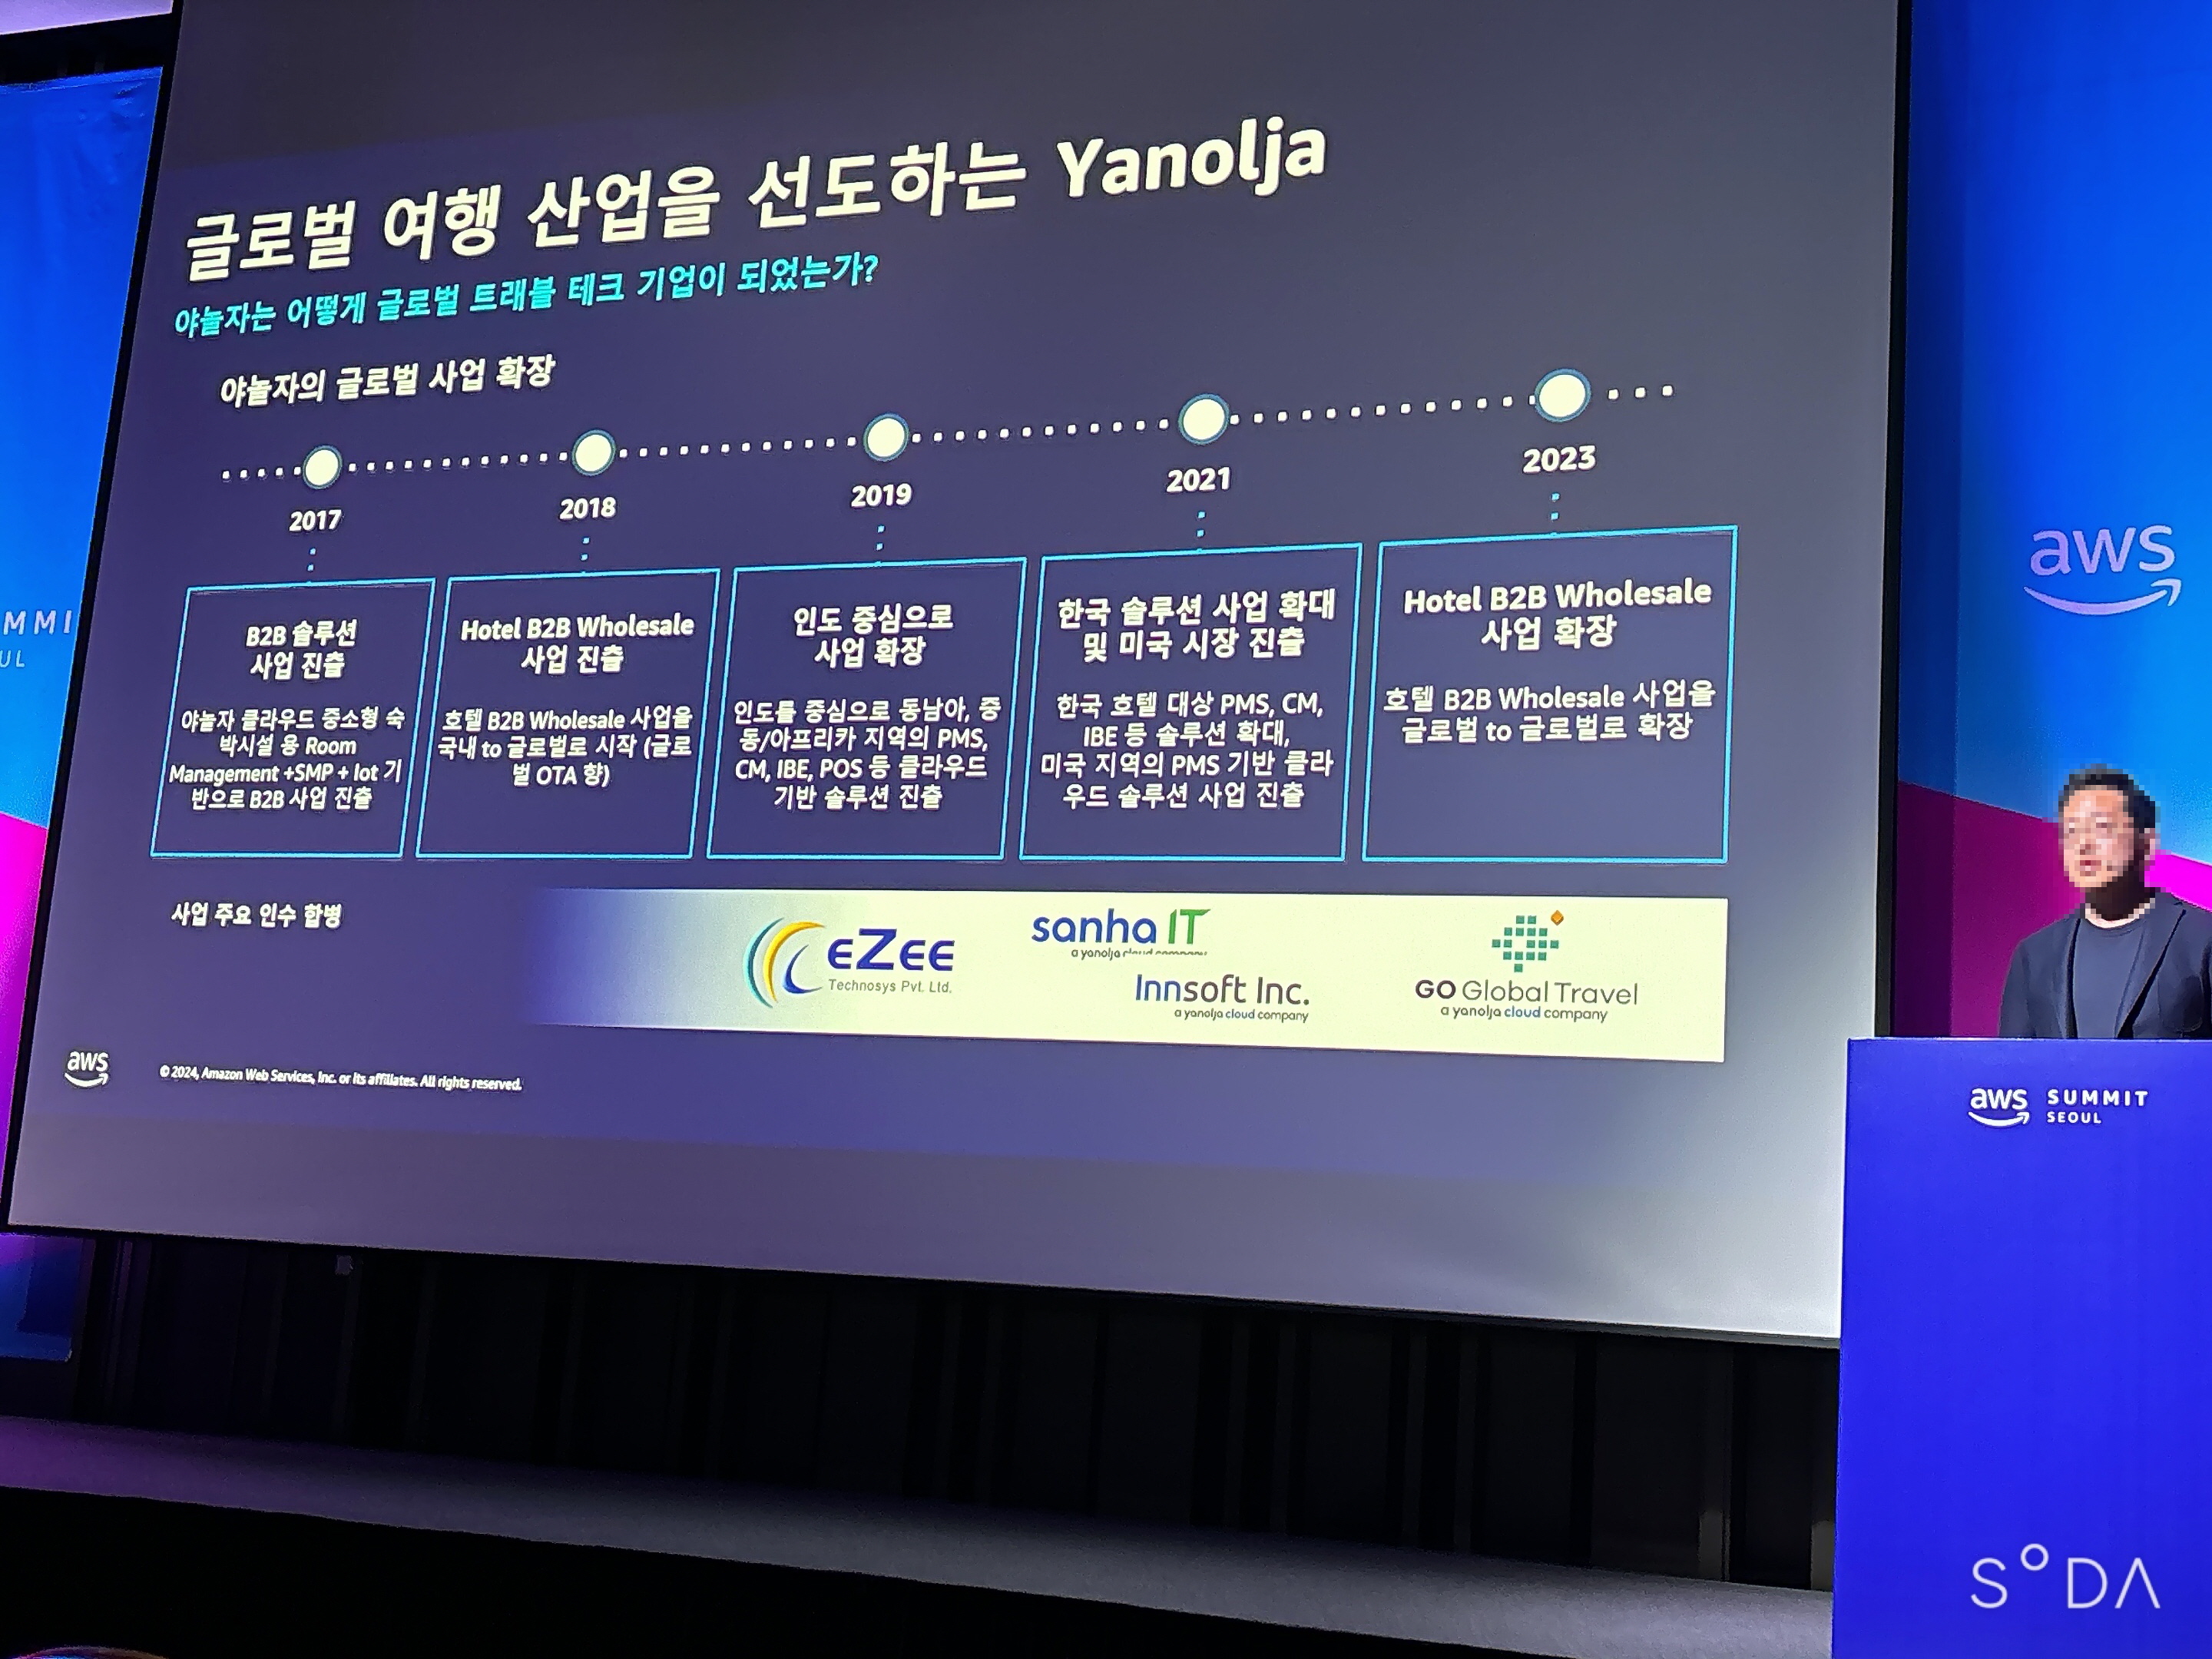 글로벌 여행 산업을 선도하는 Yanolja
야놀자는 어떻게 글로벌 트래블 테크 기업이 되었는가?
야놀자의 글로벌 사업 확장
2017
2018
2019
2021
2023
B2B 솔루션
사업 진출
야놀자 클라우드 중소형 숙
박시설 용 Room
Management +SMP + Iot 기
반으로 B2B 사업 진출
Hotel B2B Wholesale
사업 진출
호텔 B2B Wholesale 사업을
국내 to 글로벌로 시작 (글로
벌 OTA 향)
인도 중심으로
사업 확장
인도를 중심으로 동남아, 중
동/아프리카 지역의 PMS,
CM, IBE, POS 등 클라우드
기반 솔루션 진출
한국 솔루션 사업 확대
및 미국 시장 진출
한국 호텔 대상 PMS, CM,
IBE 등 솔루션 확대,
미국 지역의 PMS 기반 클라
우드 솔루션 사업 진출
Hotel B2B Wholesale
사업 확장
호텔 B2B Wholesale 사업을
글로벌 to 글로벌로 확장
사업 주요 인수 합병
eZee
Technosys Pvt. Ltd.
sanha IT
a yanolja cloud company
Innsoft Inc.
a yanolja cloud company
GO Global Travel
a yanolja cloud company
aws
© 2024, Amazon Web Services, Inc. or its affiliates. All rights reserved.
MMI
UL
aws
aws SUMMIT
SEOUL
SODA